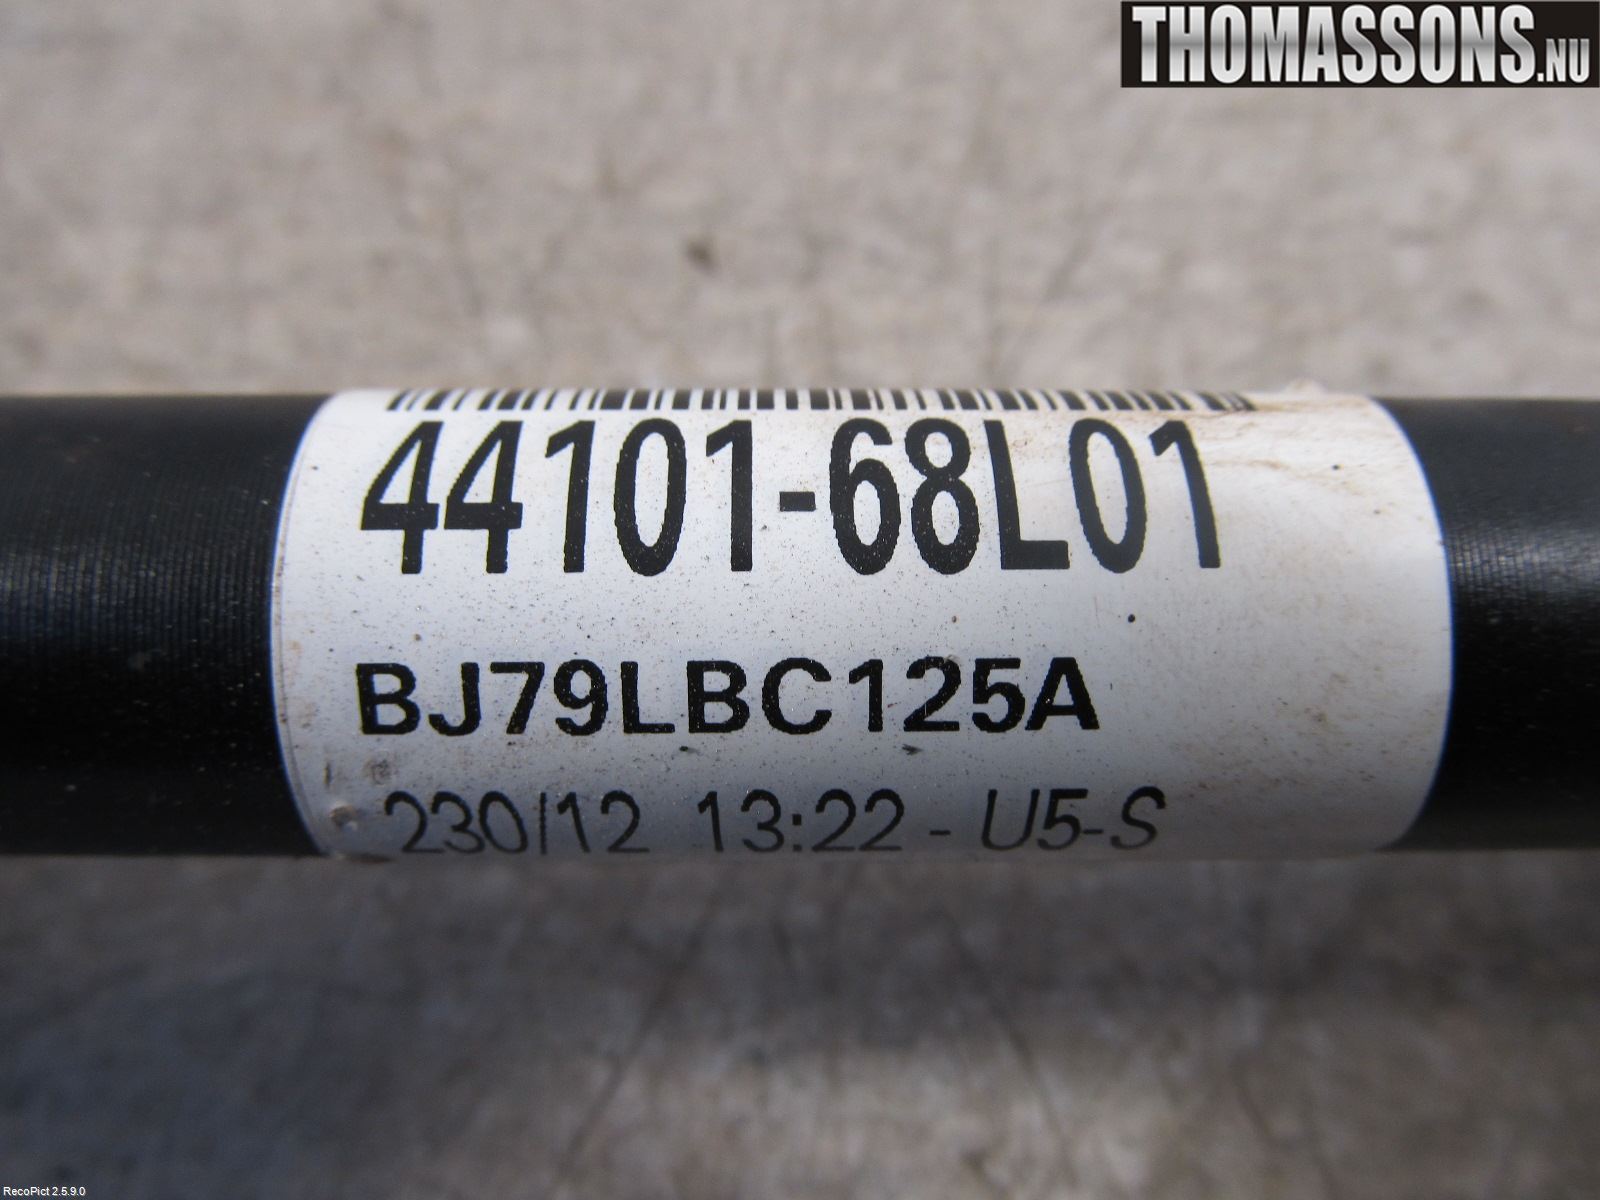 THOMASSONS.NU
44101-68L01
BJ79LBC125A
230/12 13:22 - U5-S
RecoPict 2.5.9.0